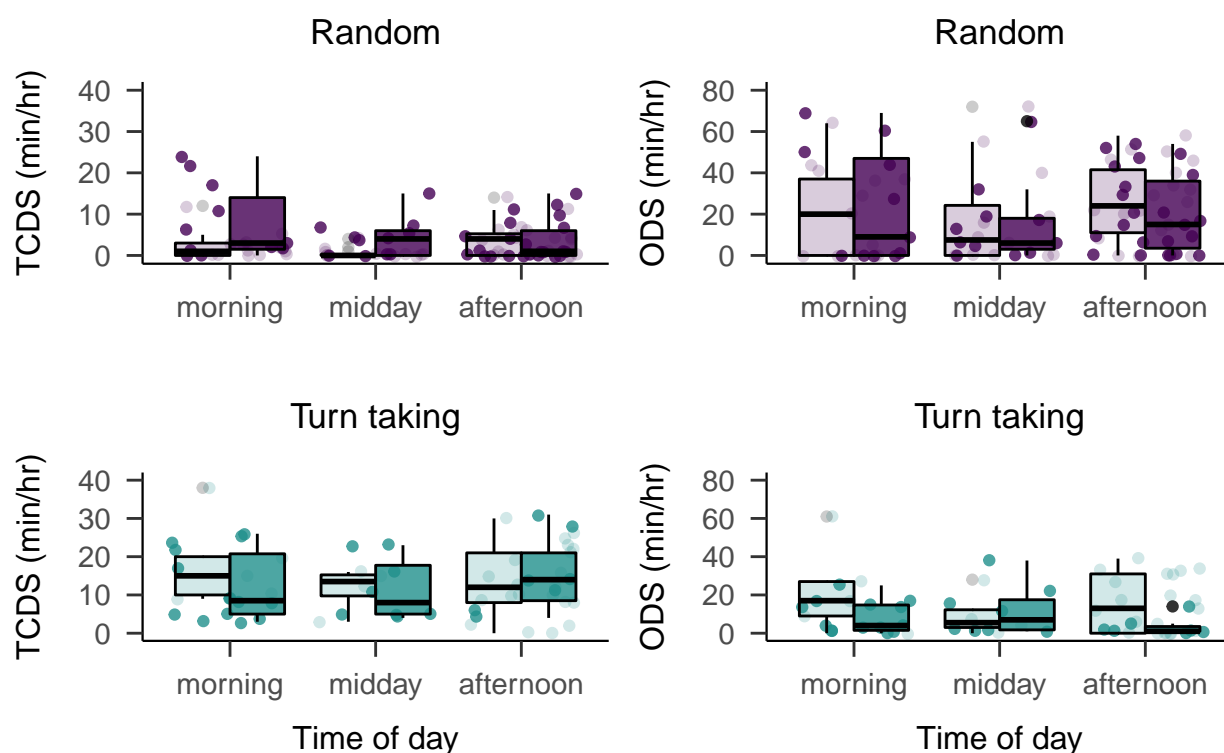 Random
TCDS (min/hr)
40
30
20
10
0
morning midday afternoon
Random
ODS (min/hr)
80
60
40
20
0
morning midday afternoon
Turn taking
TCDS (min/hr)
40
30
20
10
0
morning midday afternoon
Time of day
Turn taking
ODS (min/hr)
80
60
40
20
0
morning midday afternoon
Time of day